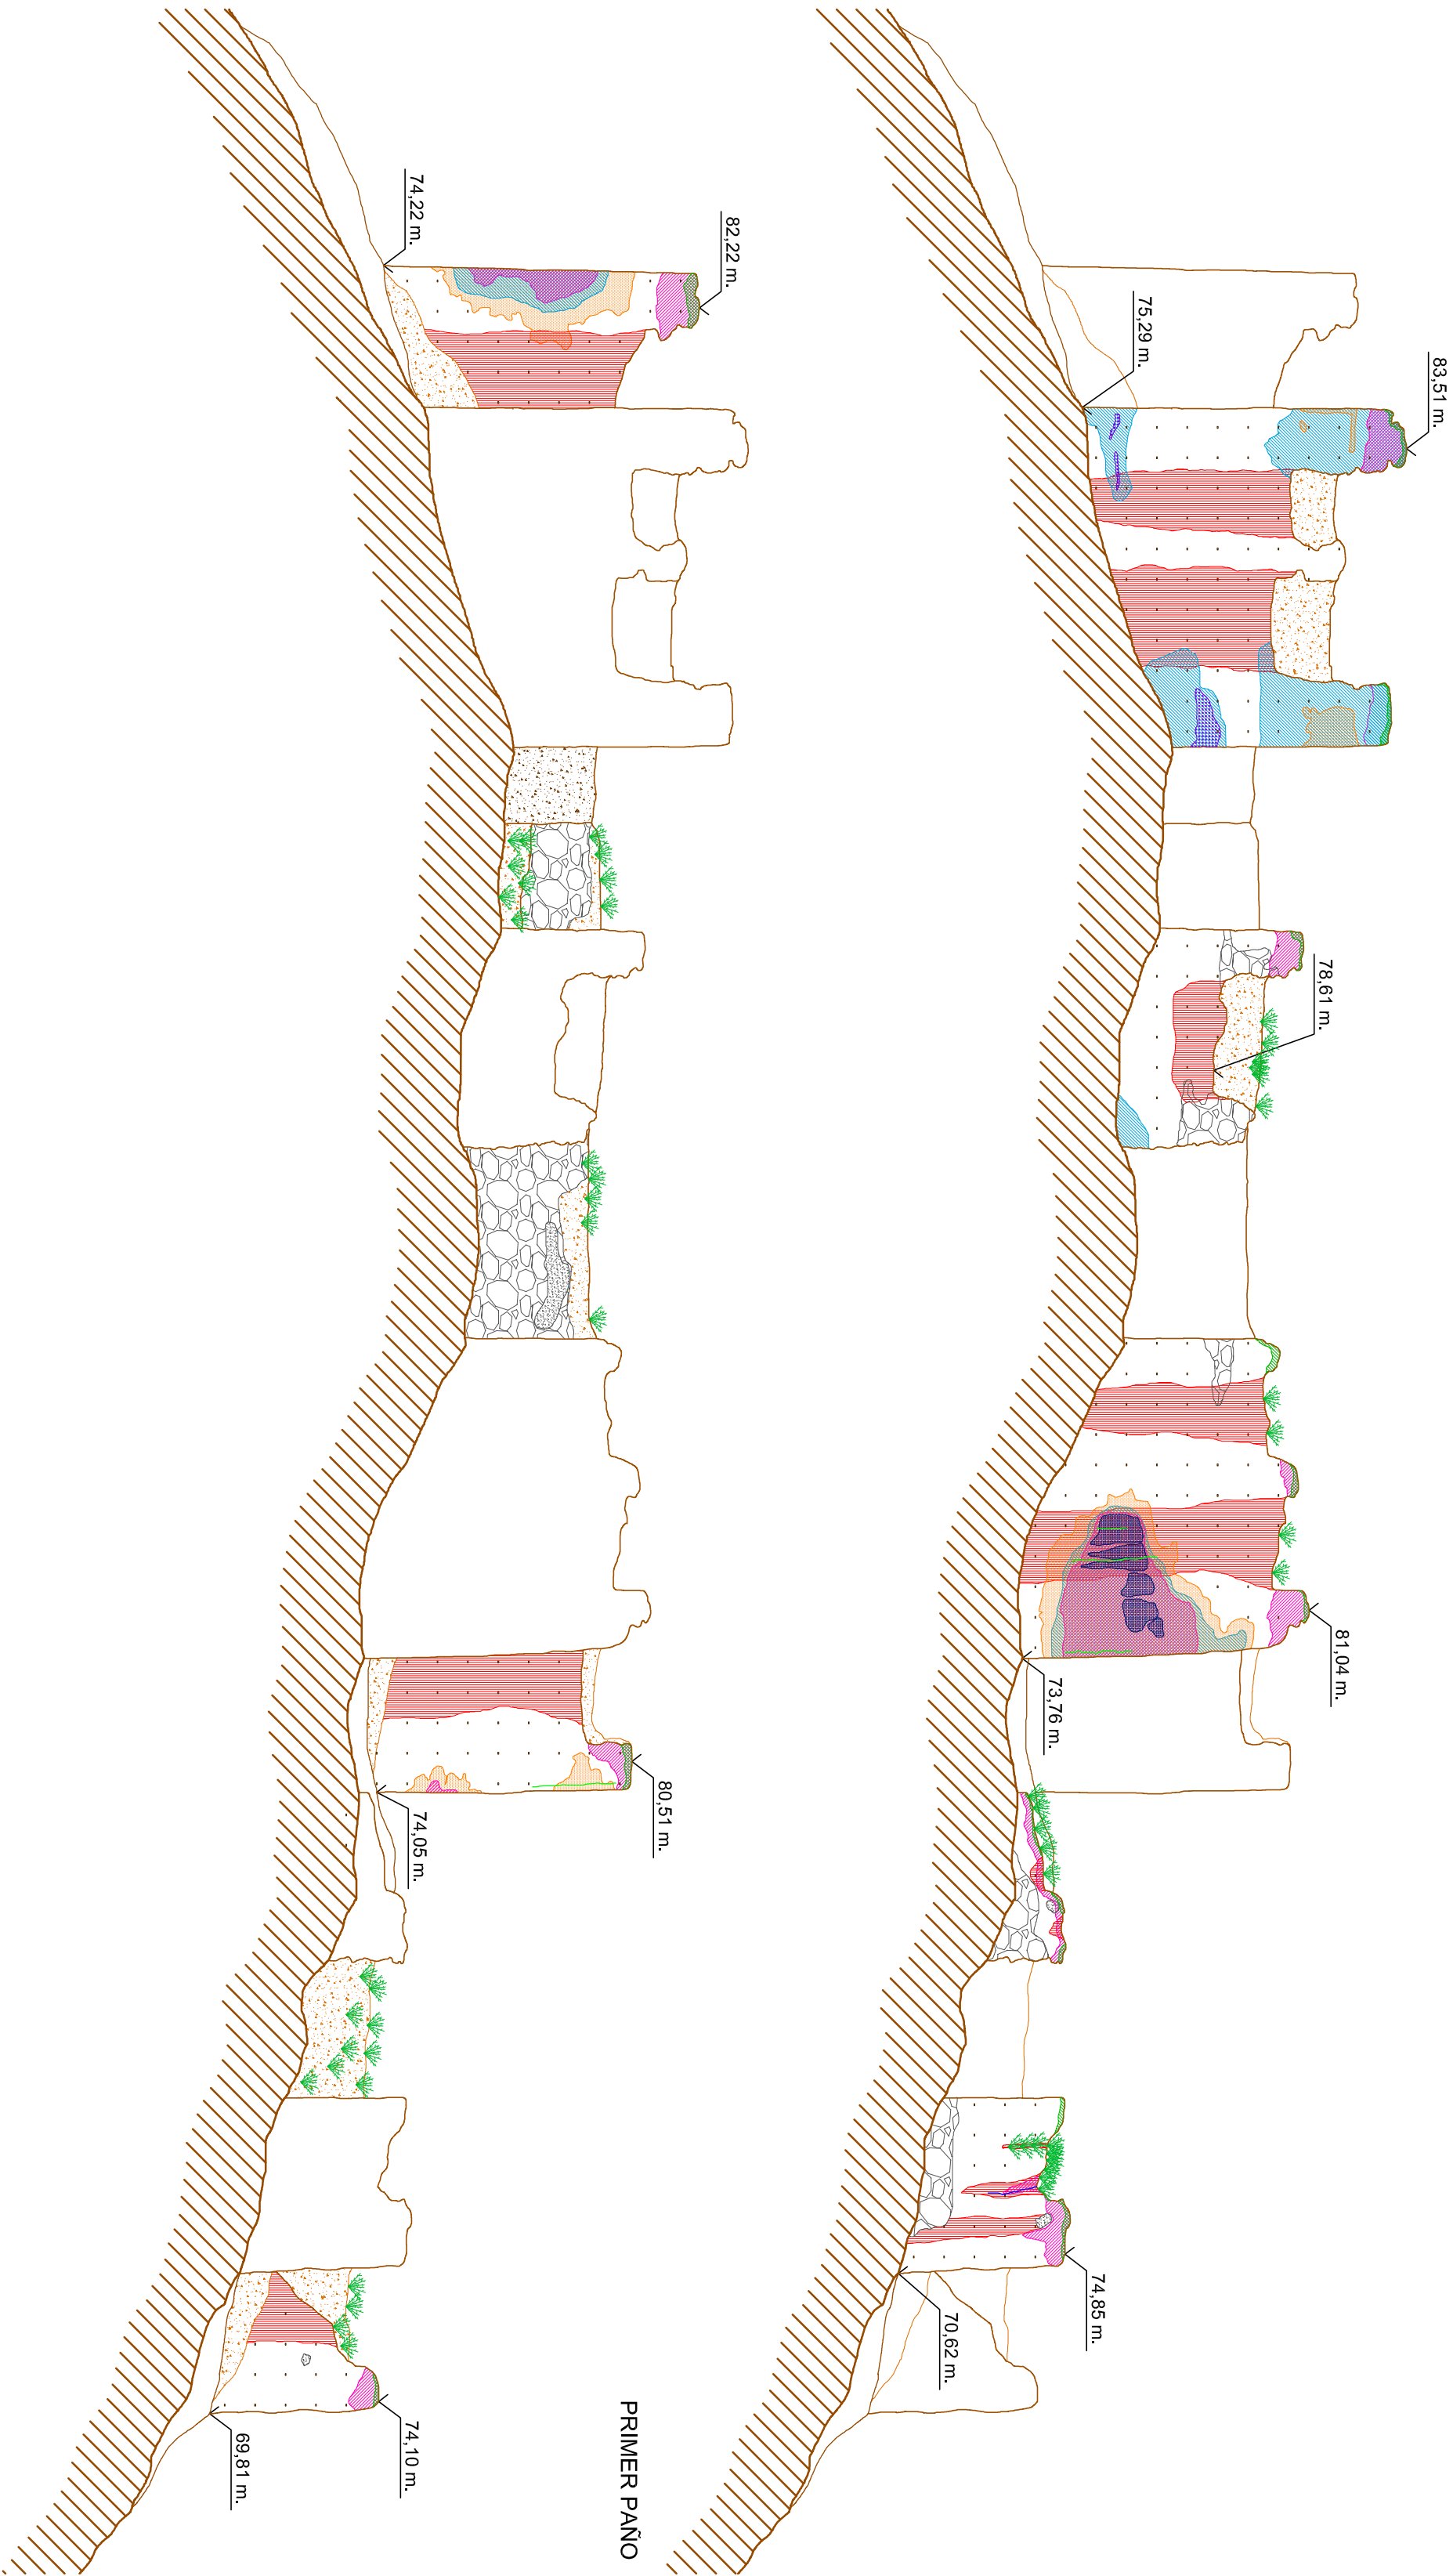 83,51 m.
75,29 m.
78,61 m.
81,04 m.
73,76 m.
74,85 m.
70,62 m.
82,22 m.
74,22 m.
80,51 m.
74,05 m.
74,10 m.
69,81 m.
PRIMER PAÑO